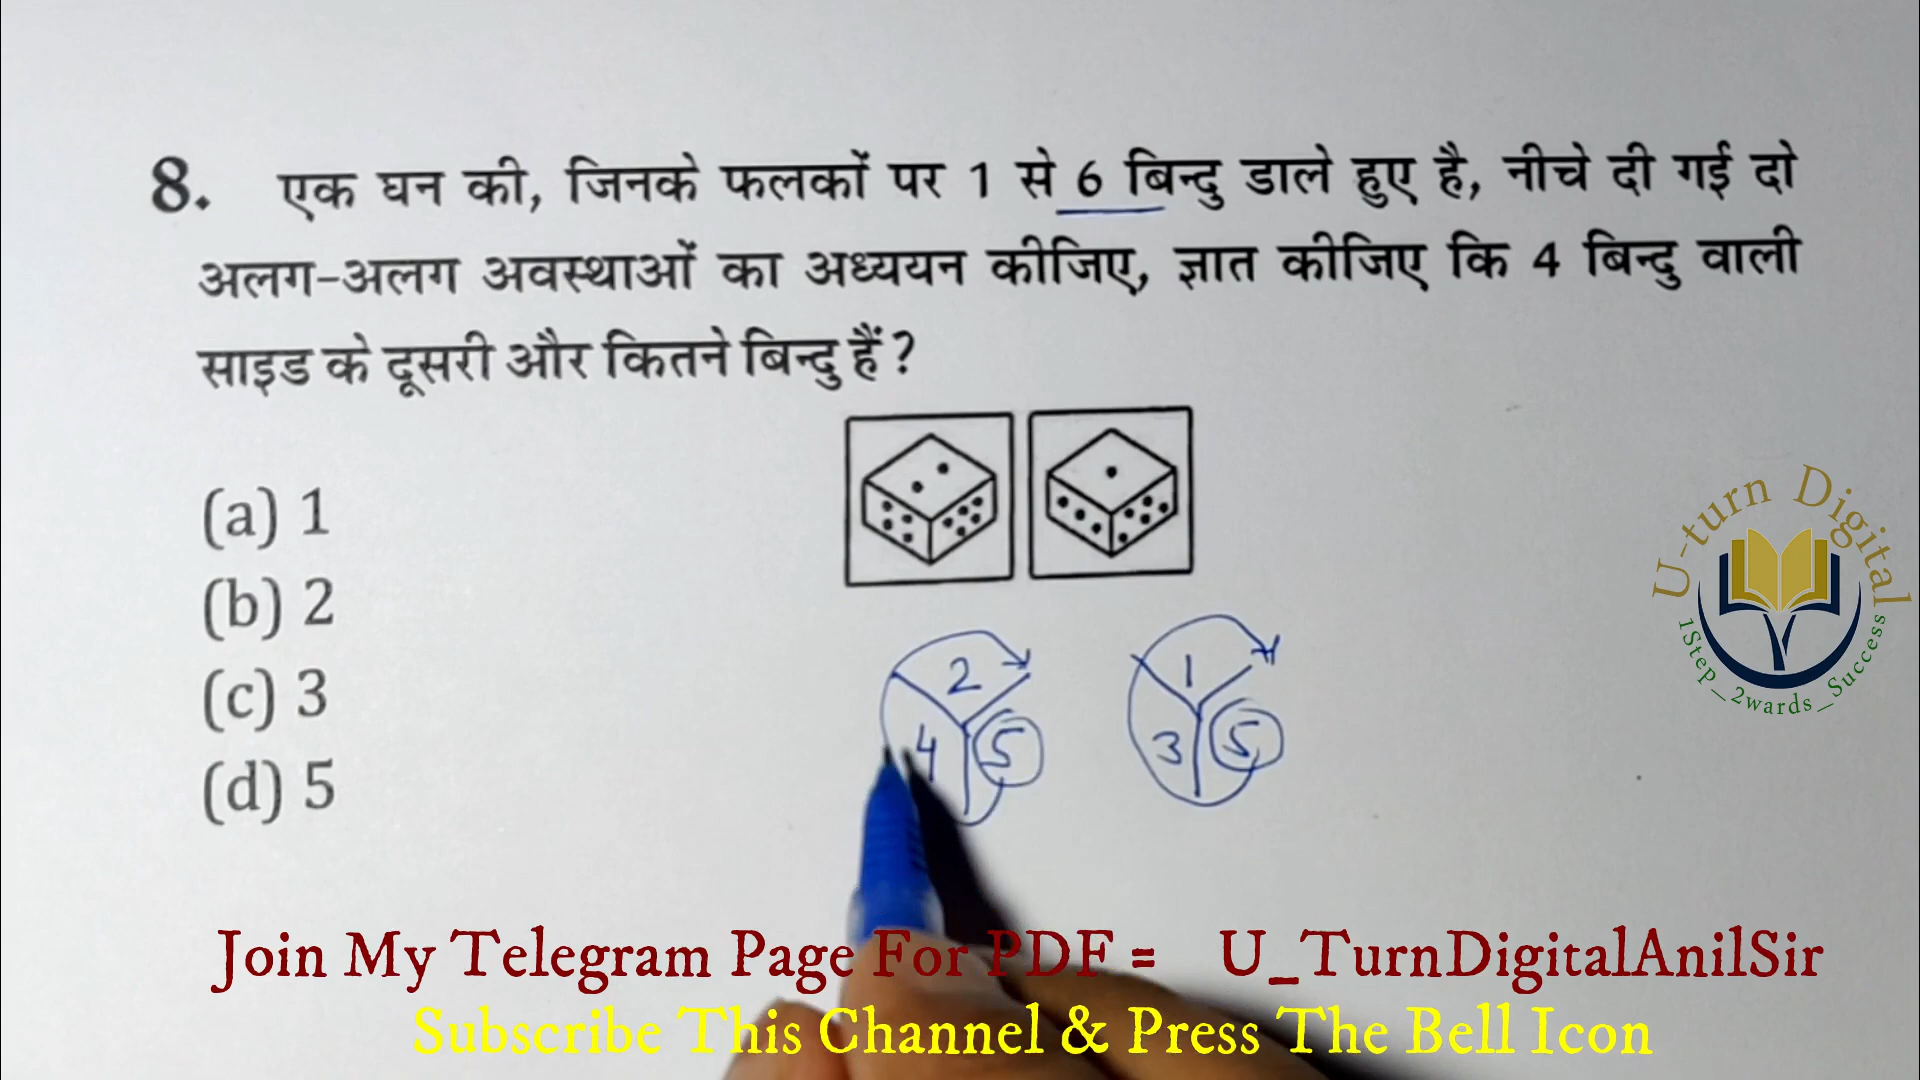 8. एक घन की, जिनके फलकों पर 1 से 6 बिन्दु डाले हुए है, नीचे दी गई दो
अलग-अलग अवस्थाओं का अध्ययन कीजिए, ज्ञात कीजिए कि 4 बिन्दु वाली
साइड के दूसरी और कितने बिन्दु हैं?
(a) 1
(b) 2
(c) 3
(d) 5
2
4 5
1
3 5
U-turn Digital
1Step_2wards_Success
Join My Telegram Page For PDF = U_TurnDigitalAnilSir
Subscribe This Channel & Press The Bell Icon